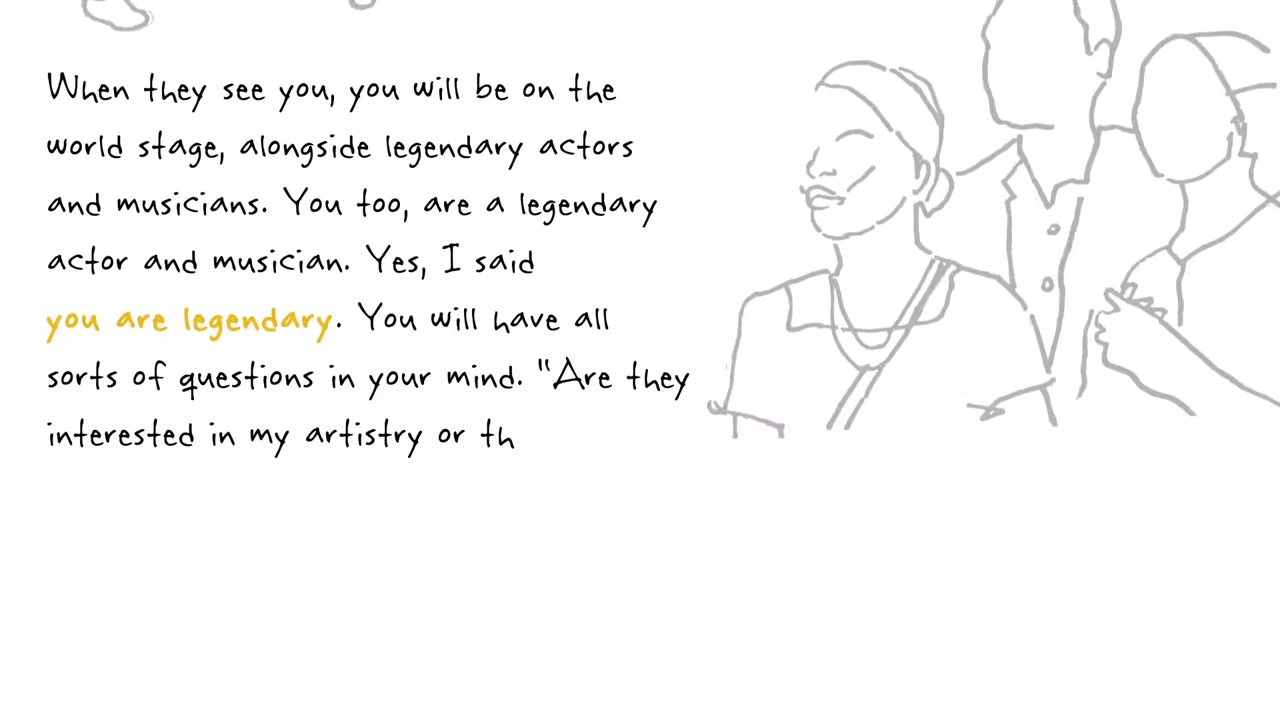 When they see you, you will be on the
world stage, alongside legendary actors
and musicians. You too, are a legendary
actor and musician. Yes, I said
you are legendary. You will have all
sorts of questions in your mind. "Are they
interested in my artistry or th